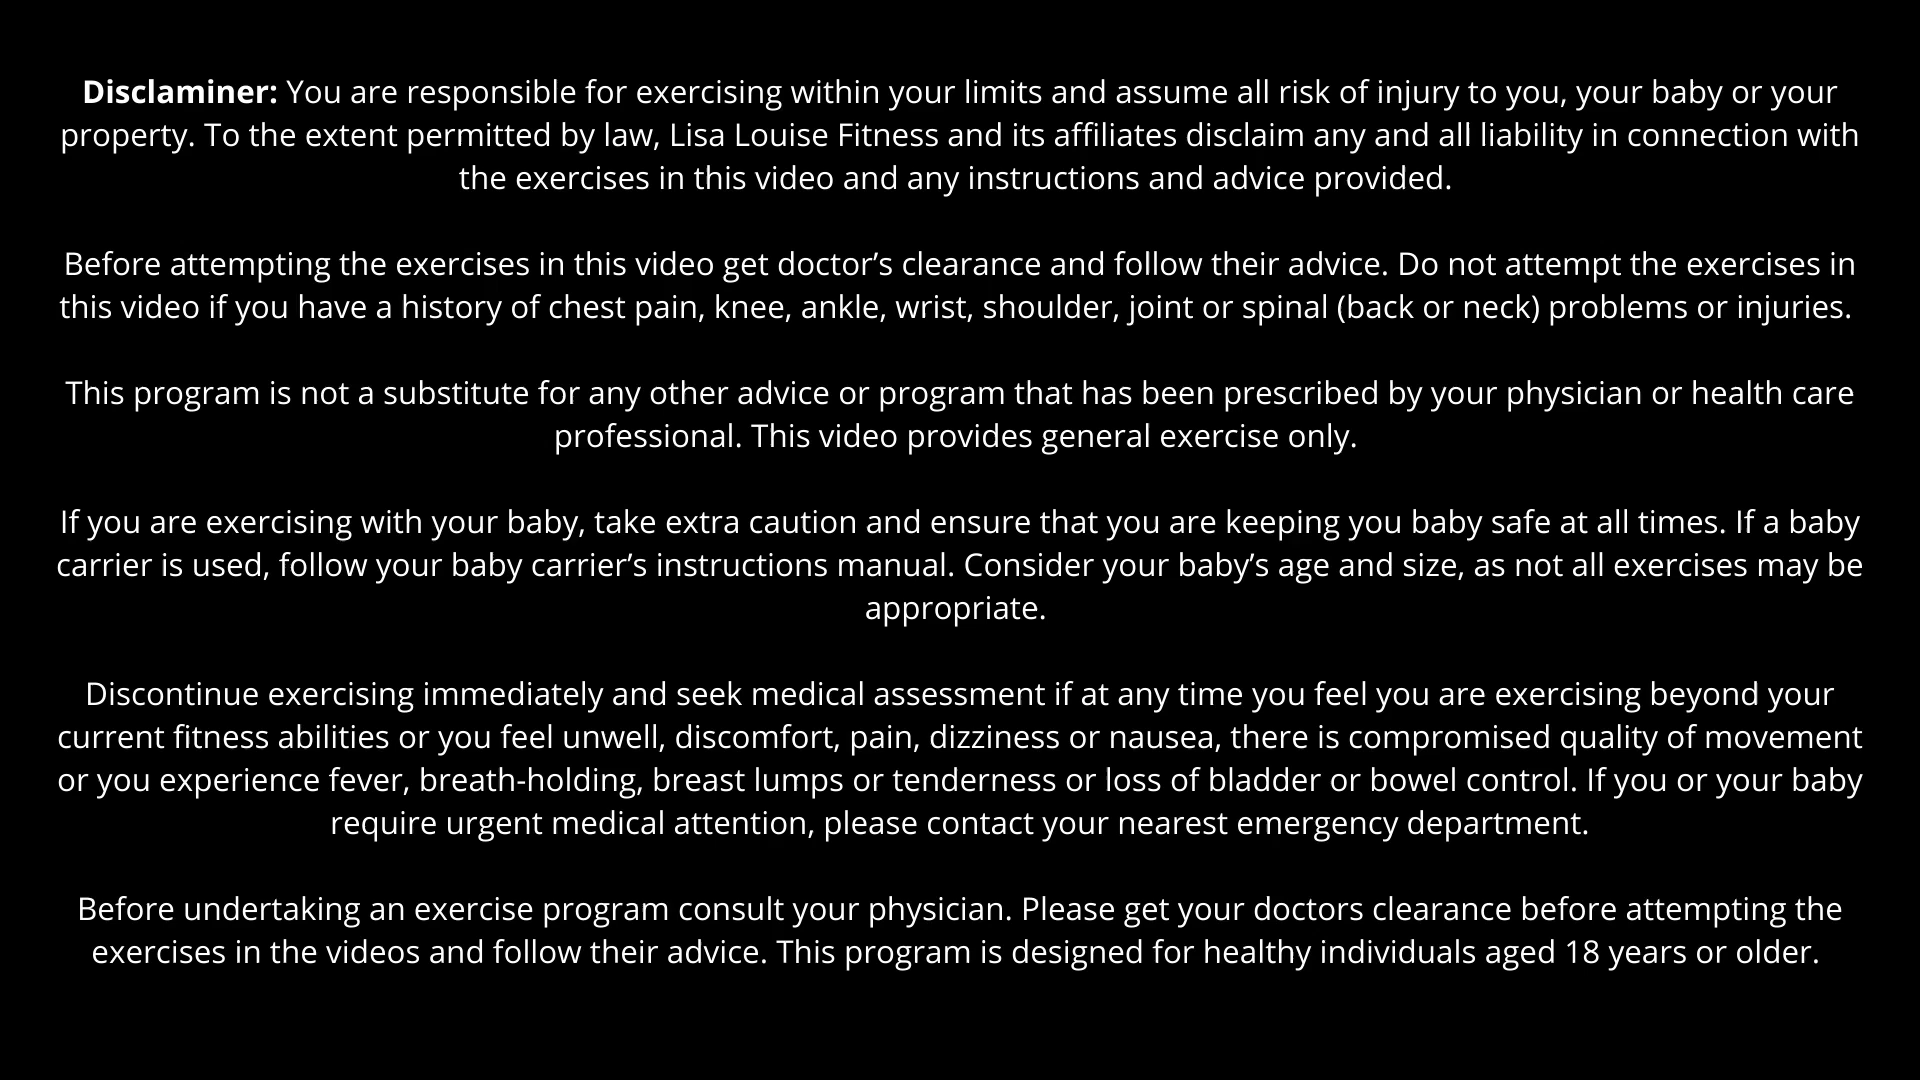 Disclaminer: You are responsible for exercising within your limits and assume all risk of injury to you, your baby or your
property. To the extent permitted by law, Lisa Louise Fitness and its affiliates disclaim any and all liability in connection with
the exercises in this video and any instructions and advice provided.
Before attempting the exercises in this video get doctor’s clearance and follow their advice. Do not attempt the exercises in
this video if you have a history of chest pain, knee, ankle, wrist, shoulder, joint or spinal (back or neck) problems or injuries.
This program is not a substitute for any other advice or program that has been prescribed by your physician or health care
professional. This video provides general exercise only.
If you are exercising with your baby, take extra caution and ensure that you are keeping you baby safe at all times. If a baby
carrier is used, follow your baby carrier’s instructions manual. Consider your baby’s age and size, as not all exercises may be
appropriate.
Discontinue exercising immediately and seek medical assessment if at any time you feel you are exercising beyond your
current fitness abilities or you feel unwell, discomfort, pain, dizziness or nausea, there is compromised quality of movement
or you experience fever, breath-holding, breast lumps or tenderness or loss of bladder or bowel control. If you or your baby
require urgent medical attention, please contact your nearest emergency department.
Before undertaking an exercise program consult your physician. Please get your doctors clearance before attempting the
exercises in the videos and follow their advice. This program is designed for healthy individuals aged 18 years or older.